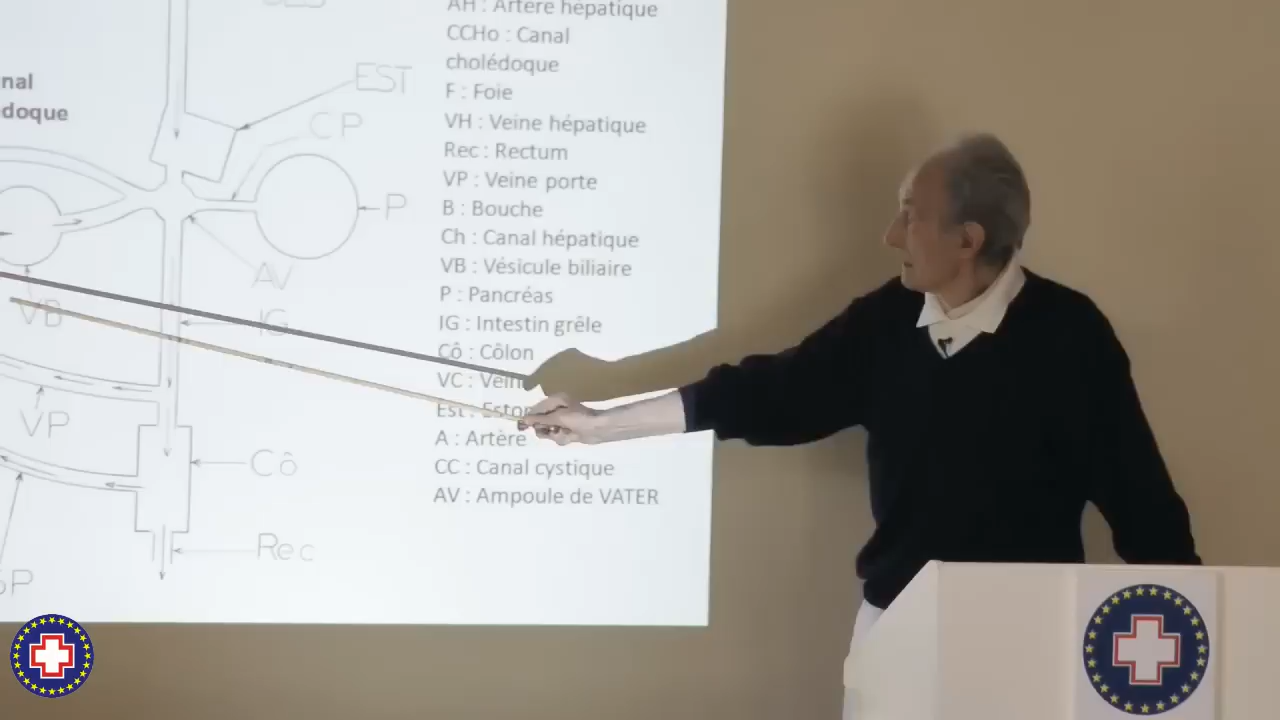 AH : Artère hépatique
CCHo : Canal
cholédoque
F : Foie
VH : Veine hépatique
Rec : Rectum
VP : Veine porte
B : Bouche
Ch : Canal hépatique
VB : Vésicule biliaire
P : Pancréas
IG : Intestin grêle
Cô : Côlon
VC :
Est :
A : Artère
CC : Canal cystique
AV : Ampoule de VATER
EST
CP
P
AV
VB
IG
VP
Cô
Rec